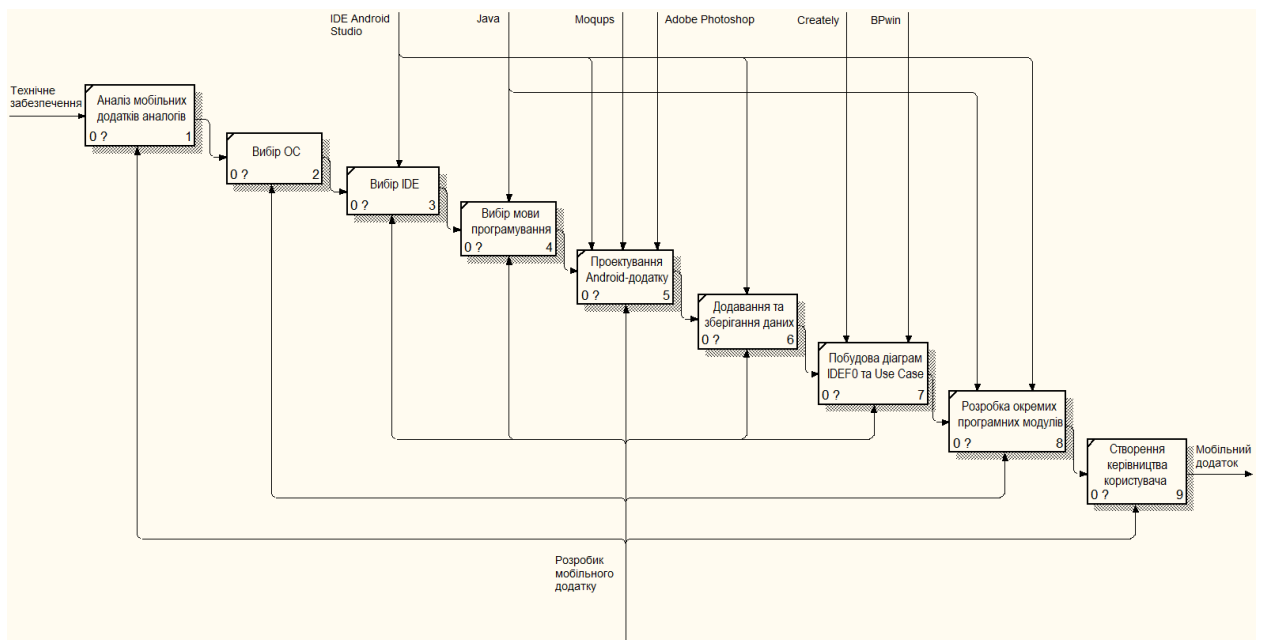 IDE Android
Studio
Java
Moqups
Adobe Photoshop
Creately
BPwin
Технічне
забезпечення
Аналіз мобільних
додатків аналогів
0 ?
1
Вибір ОС
0 ?
2
Вибір IDE
0 ?
3
Вибір мови
програмування
0 ?
4
Проектування
Android-додатку
0 ?
5
Додавання та
зберігання даних
0 ?
6
Побудова діаграм
IDEF0 та Use Case
0 ?
7
Розробка окремих
програмних модулів
0 ?
8
Створення
керівництва
користувача
0 ?
9
Мобільний
додаток
Розробик
мобільного
додатку